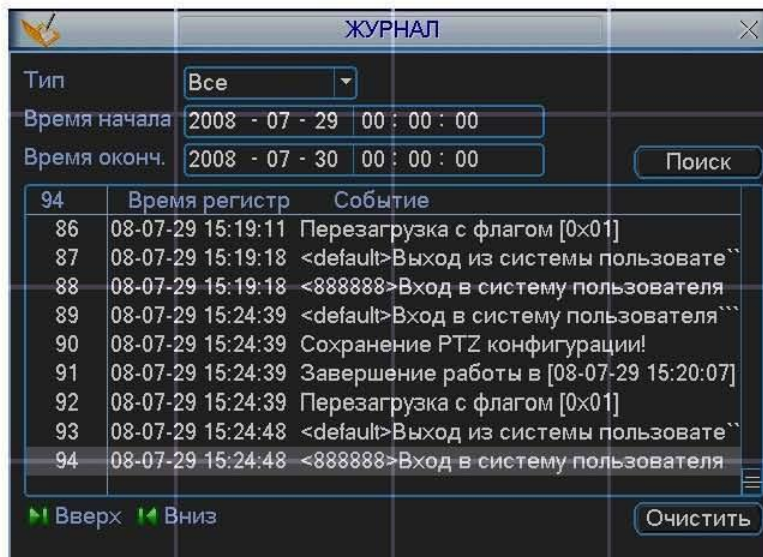 ЖУРНАЛ
Тип Все
Время начала 2008 - 07 - 29 00 : 00 : 00
Время оконч. 2008 - 07 - 30 00 : 00 : 00
Поиск
94 Время регистр Событие
86 08-07-29 15:19:11 Перезагрузка с флагом [0x01]
87 08-07-29 15:19:18 <default>Выход из системы пользовате``
88 08-07-29 15:19:18 <888888>Вход в систему пользователя
89 08-07-29 15:24:39 <default>Вход в систему пользователя```
90 08-07-29 15:24:39 Сохранение PTZ конфигурации!
91 08-07-29 15:24:39 Завершение работы в [08-07-29 15:20:07]
92 08-07-29 15:24:39 Перезагрузка с флагом [0x01]
93 08-07-29 15:24:48 <default>Выход из системы пользовате``
94 08-07-29 15:24:48 <888888>Вход в систему пользователя
Вверх Вниз Очистить